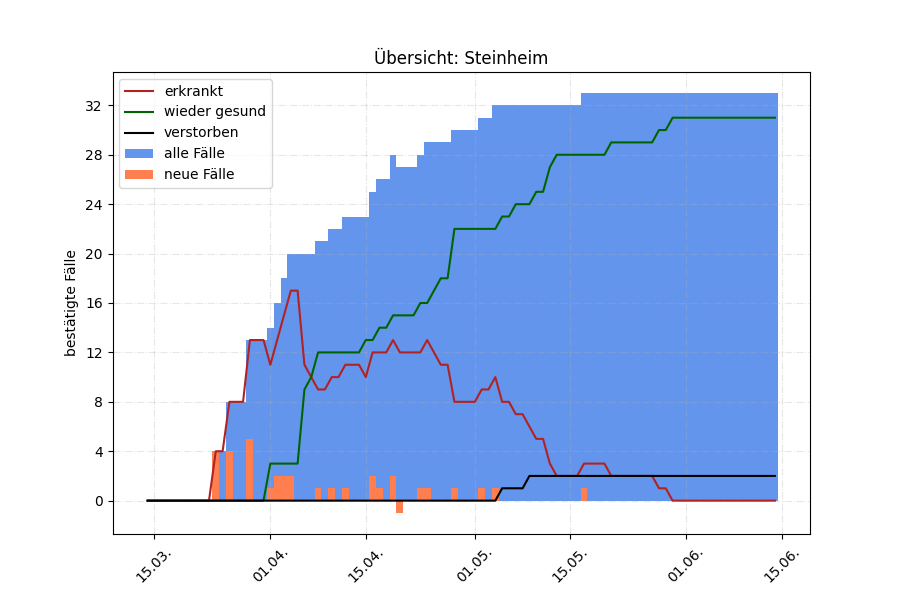 Übersicht: Steinheim
erkrankt
wieder gesund
verstorben
alle Fälle
neue Fälle
bestätigte Fälle
32
28
24
20
16
12
8
4
0
15.03.
01.04.
15.04.
01.05.
15.05.
01.06.
15.06.